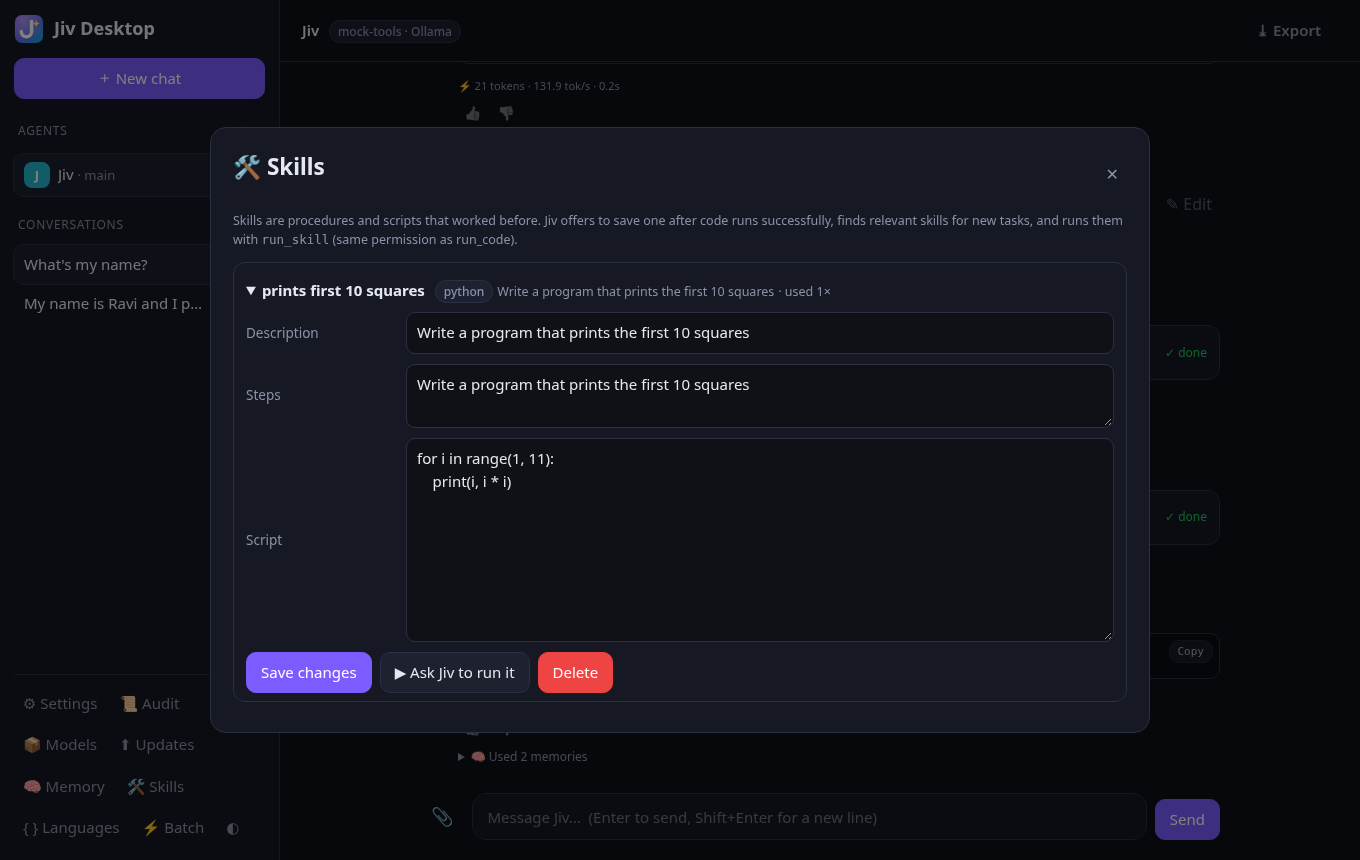 Jiv Desktop
+ New chat
AGENTS
J Jiv · main
CONVERSATIONS
What's my name?
My name is Ravi and I p...
⚙ Settings 📜 Audit
📦 Models ⬆ Updates
🧠 Memory 🛠️ Skills
{ } Languages ⚡ Batch ◐
Jiv mock-tools · Ollama ⤓ Export
⚡ 21 tokens · 131.9 tok/s · 0.2s
👍 👎
✎ Edit
✓ done
✓ done
Copy
🛠️ Skills ✕
Skills are procedures and scripts that worked before. Jiv offers to save one after code runs successfully, finds relevant skills for new tasks, and runs them
with run_skill (same permission as run_code).
▼ prints first 10 squares python Write a program that prints the first 10 squares · used 1×
Description Write a program that prints the first 10 squares
Steps Write a program that prints the first 10 squares
Script
for i in range(1, 11):
    print(i, i * i)
Save changes ▶ Ask Jiv to run it Delete
▶ 🧠 Used 2 memories
📎 Message Jiv... (Enter to send, Shift+Enter for a new line) Send